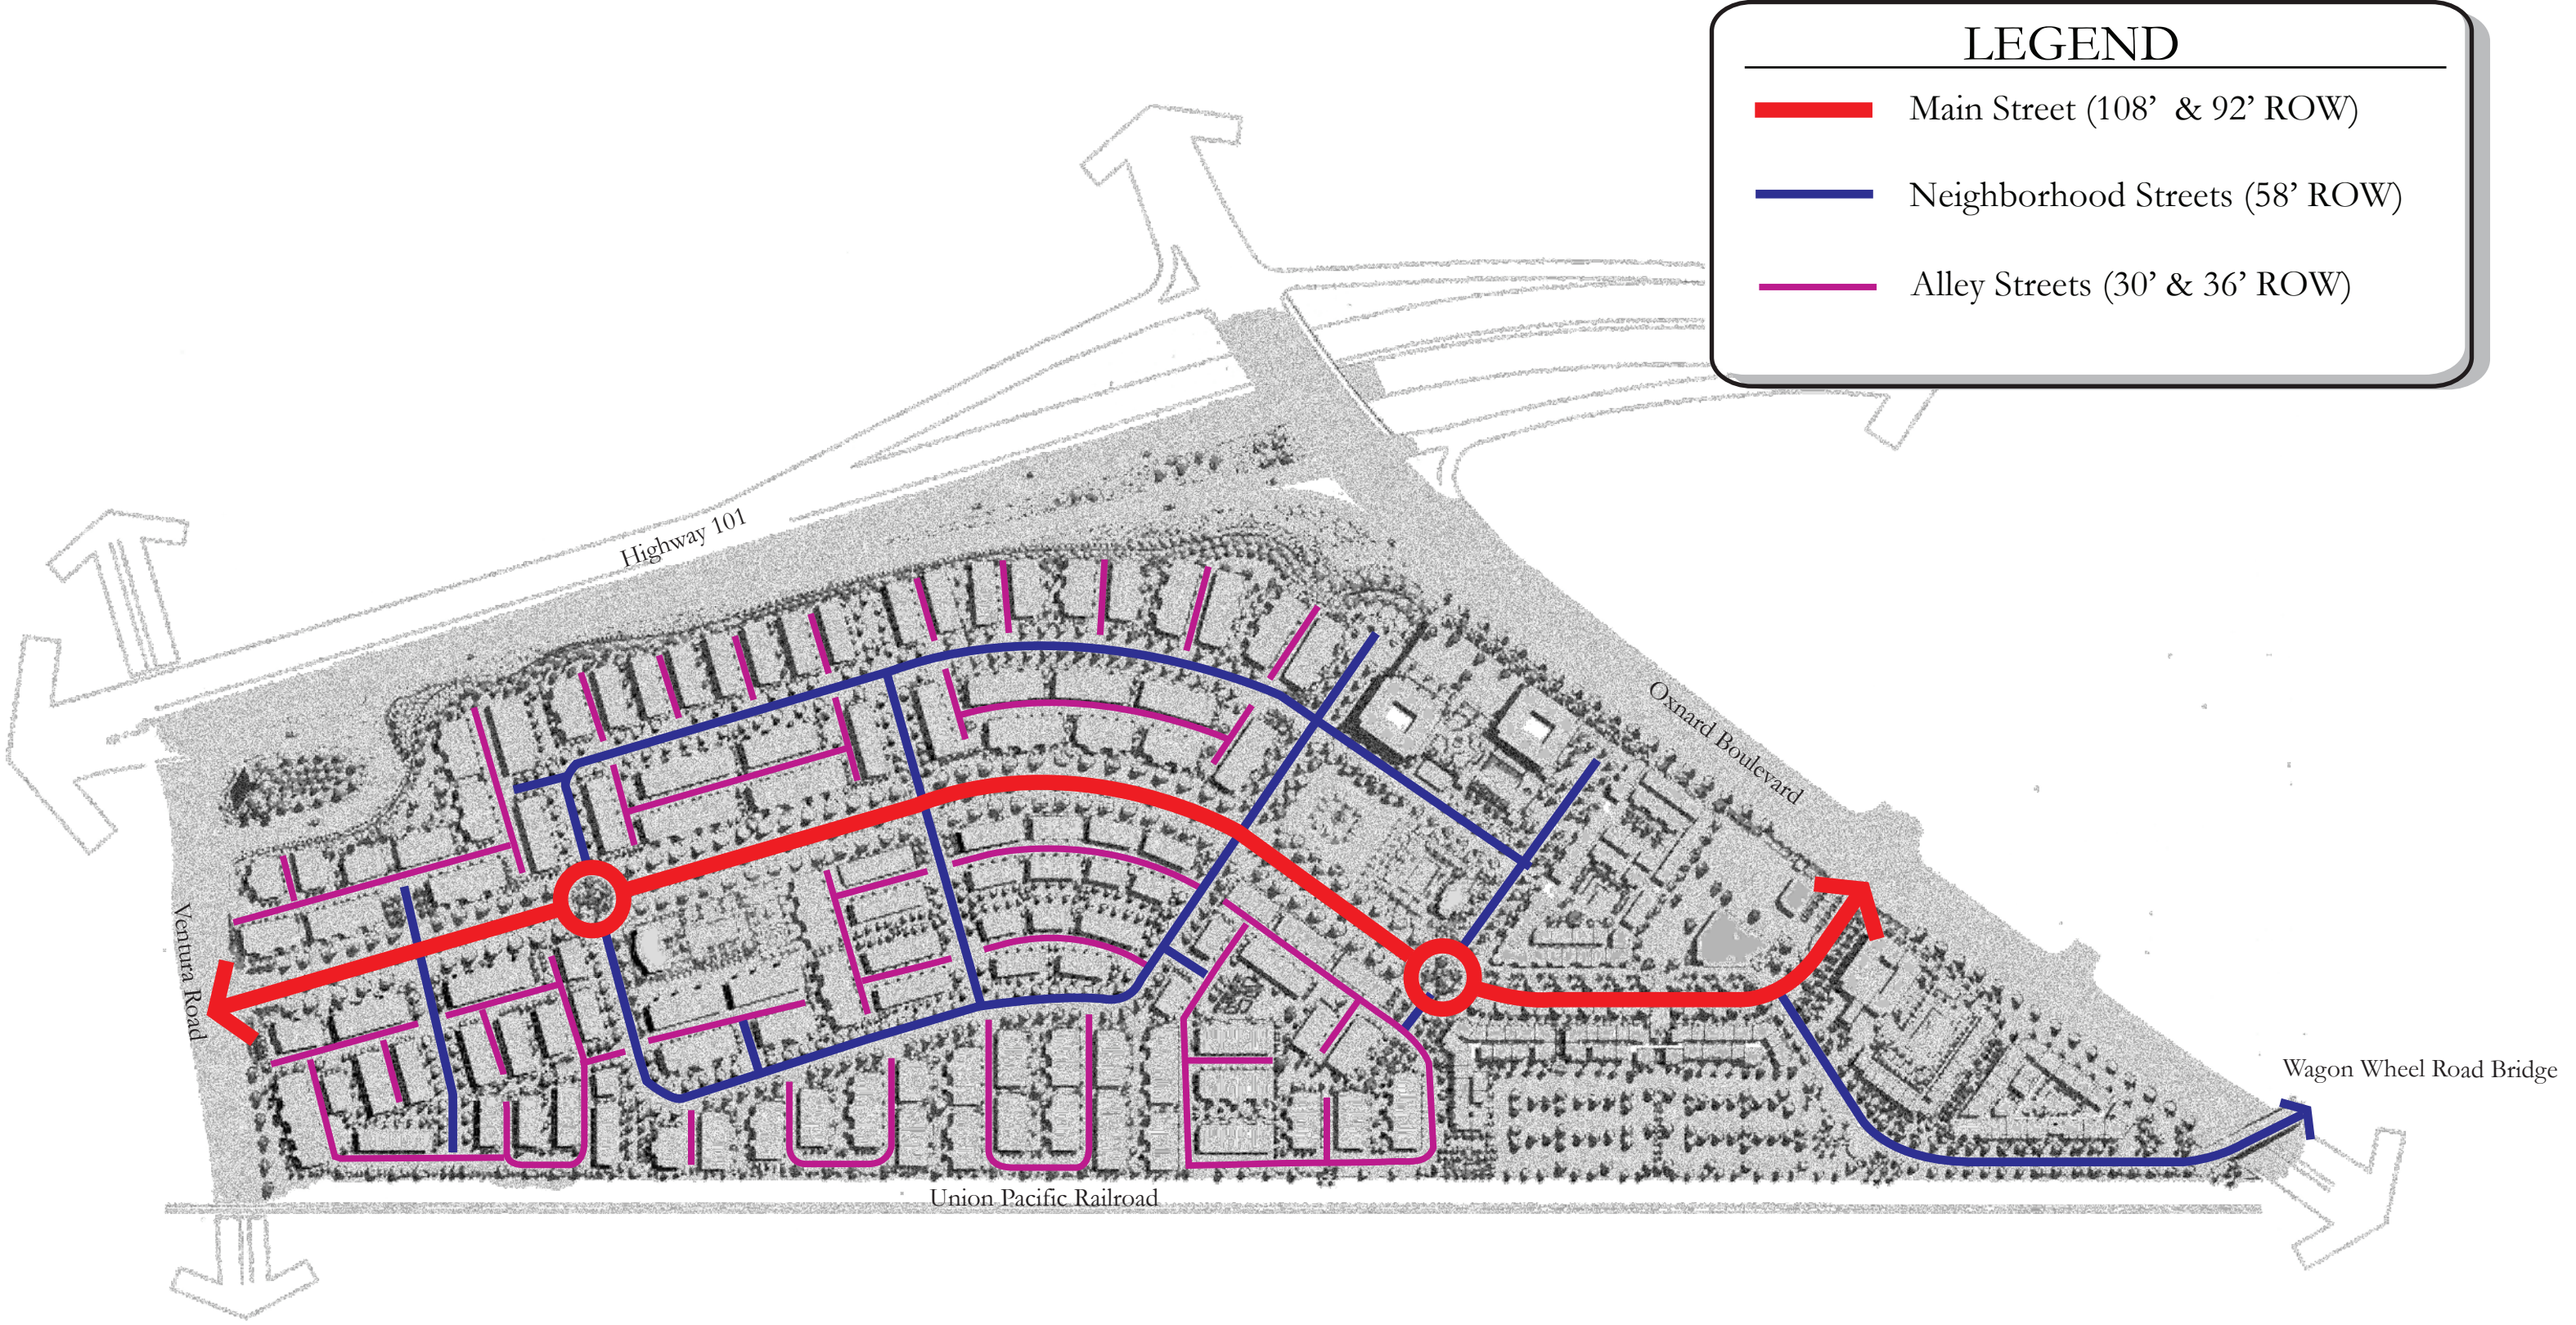 LEGEND
Main Street (108’ & 92’ ROW)
Neighborhood Streets (58’ ROW)
Alley Streets (30’ & 36’ ROW)
Highway 101
Oxnard Boulevard
Ventura Road
Wagon Wheel Road Bridge
Union Pacific Railroad